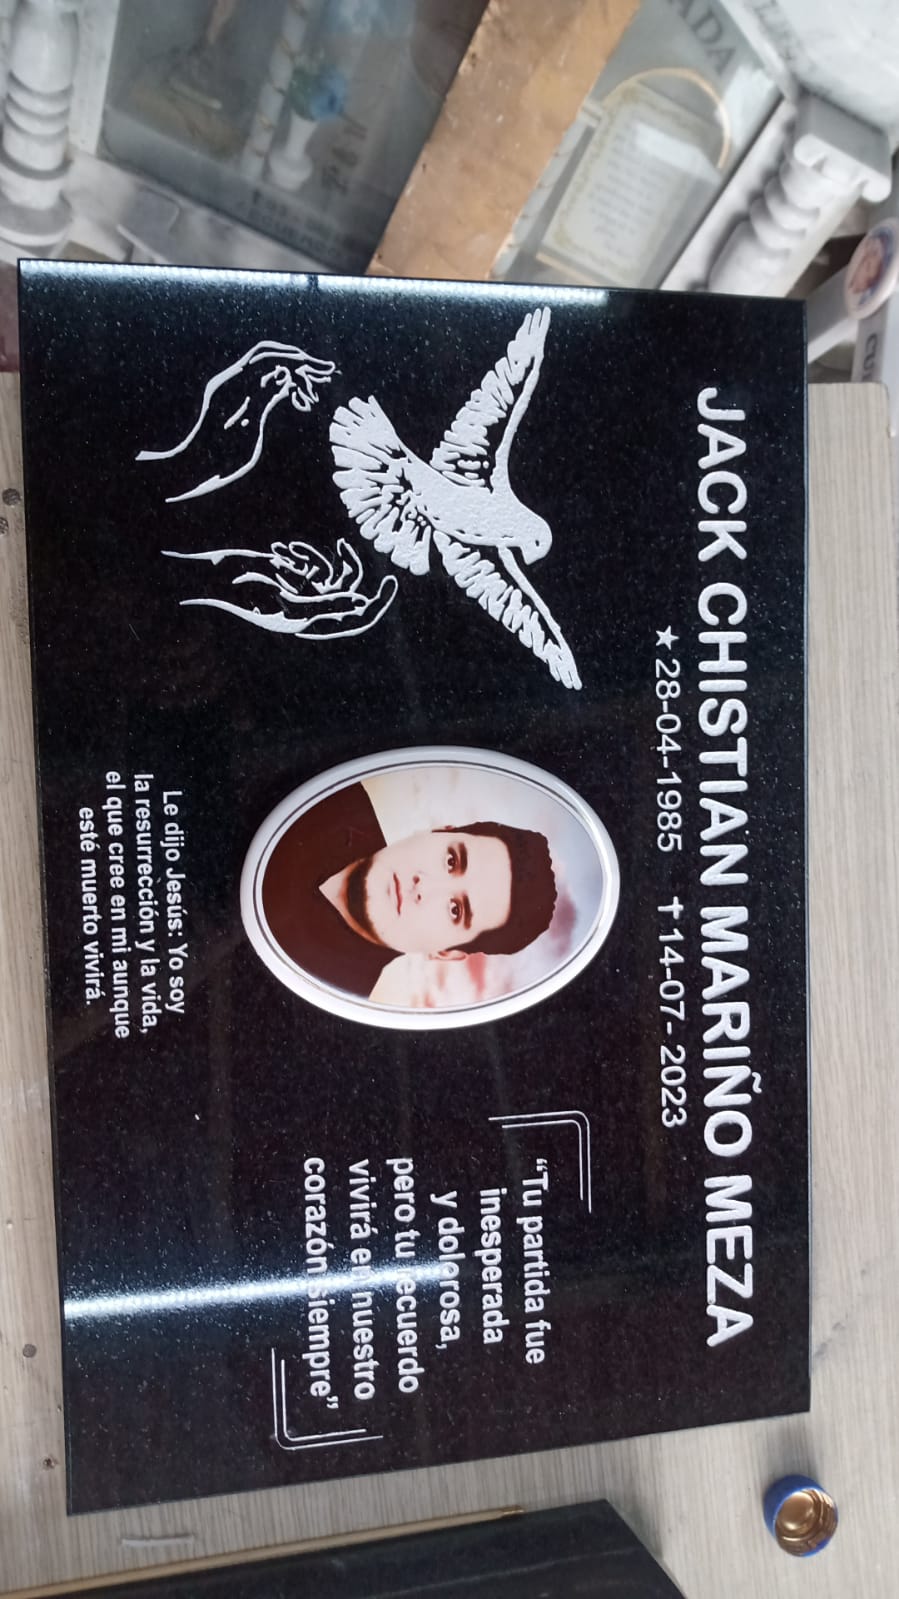 JACK CHISTIAN MARIÑO MEZA
★28-04-1985 ✝14-07-2023
"Tu partida fue
inesperada
y dolorosa,
pero tu recuerdo
vivirá en nuestro
corazón siempre"
Le dijo Jesús: Yo soy
la resurrección y la vida,
el que cree en mi aunque
esté muerto vivirá.